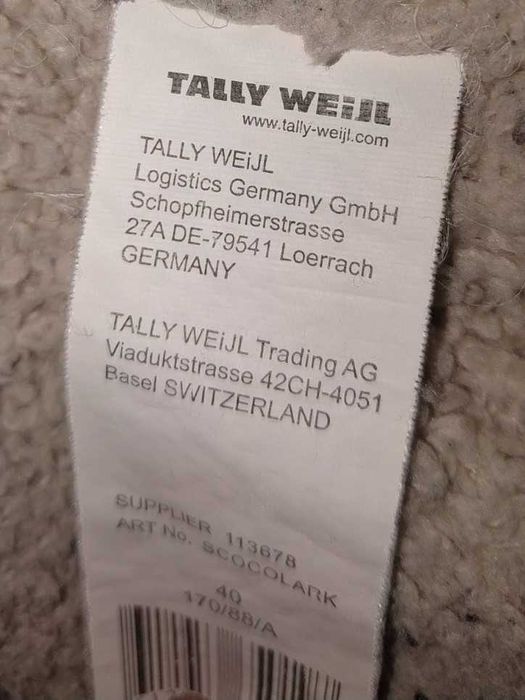 TALLY WEiJL
www.tally-weijl.com
TALLY WEiJL
Logistics Germany GmbH
Schopfheimerstrasse
27A DE-79541 Loerrach
GERMANY
TALLY WEiJL Trading AG
Viaduktstrasse 42CH-4051
Basel SWITZERLAND
SUPPLIER 113678
ART No. SCOCOLARK
40
170/88/A